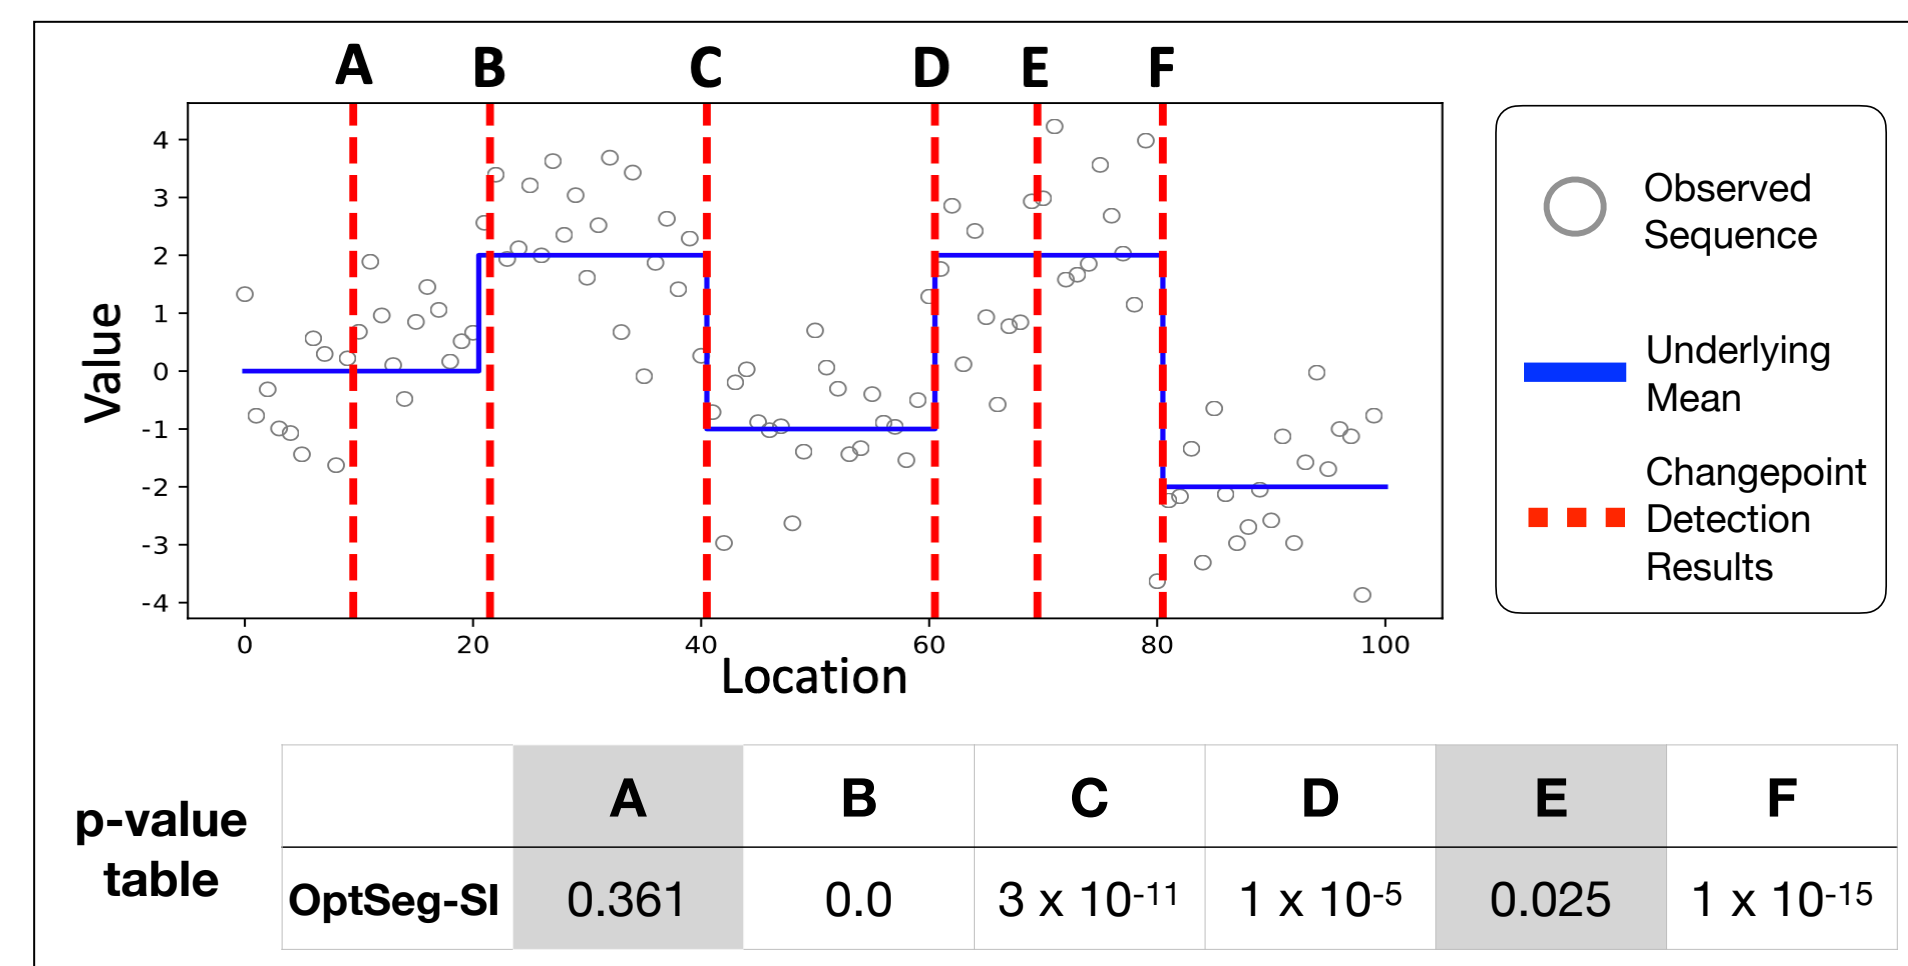 A B C D E F
4
3
2
1
0
-1
-2
-3
-4
Value
0 20 40 60 80 100
Location
Observed
Sequence
Underlying
Mean
Changepoint
Detection
Results
p-value
table
A B C D E F
OptSeg-SI 0.361 0.0 3 x 10⁻¹¹ 1 x 10⁻⁵ 0.025 1 x 10⁻¹⁵